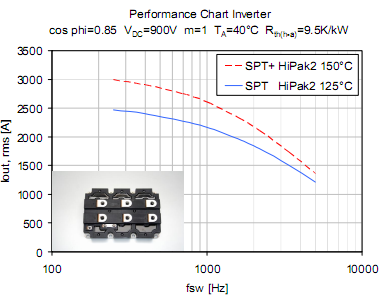 Performance Chart Inverter
cos phi=0.85 VDC=900V m=1 TA=40°C Rth(h-a)=9.5K/kW
3500
3000
2500
2000
1500
1000
500
0
Iout, rms [A]
SPT+ HiPak2 150°C
SPT HiPak2 125°C
100
1000
10000
fsw [Hz]